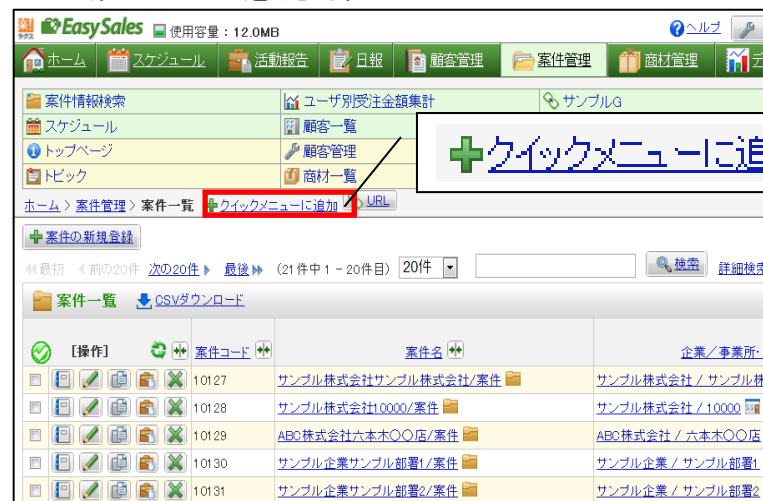 EasySales 使用容量：12.0MB ヘルプ
ホーム スケジュール 活動報告 日報 顧客管理 案件管理 商材管理
案件情報検索 ユーザ別受注金額集計 サンプルG
スケジュール 顧客一覧
トップページ 顧客管理
トピック 商材一覧
クイックメニューに追
ホーム > 案件管理 > 案件一覧 クイックメニューに追加 URL
案件の新規登録
最初 前の20件 次の20件 最後 (21件中 1 - 20件目) 20件 検索 詳細検索
案件一覧 CSVダウンロード
[操作] 案件コード 案件名 企業／事業所・
10127 サンプル株式会社サンプル株式会社/案件 サンプル株式会社 / サンプル株
10128 サンプル株式会社10000/案件 サンプル株式会社 / 10000
10129 ABC株式会社六本木〇〇店/案件 ABC株式会社 / 六本木〇〇店
10130 サンプル企業サンプル部署1/案件 サンプル企業 / サンプル部署1
10131 サンプル企業サンプル部署2/案件 サンプル企業 / サンプル部署2